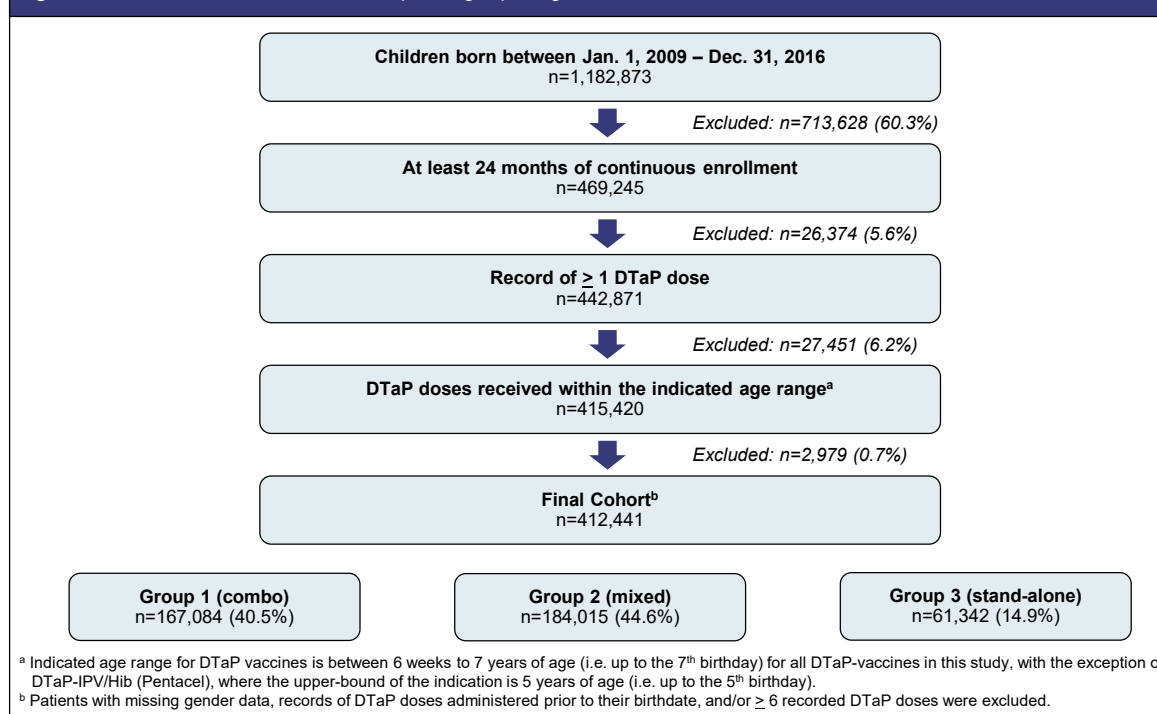 Children born between Jan. 1, 2009 – Dec. 31, 2016
n=1,182,873
Excluded: n=713,628 (60.3%)
At least 24 months of continuous enrollment
n=469,245
Excluded: n=26,374 (5.6%)
Record of ≥ 1 DTaP dose
n=442,871
Excluded: n=27,451 (6.2%)
DTaP doses received within the indicated age rangeᵃ
n=415,420
Excluded: n=2,979 (0.7%)
Final Cohortᵇ
n=412,441
Group 1 (combo)
n=167,084 (40.5%)
Group 2 (mixed)
n=184,015 (44.6%)
Group 3 (stand-alone)
n=61,342 (14.9%)
ᵃ Indicated age range for DTaP vaccines is between 6 weeks to 7 years of age (i.e. up to the 7th birthday) for all DTaP-vaccines in this study, with the exception
DTaP-IPV/Hib (Pentacel), where the upper-bound of the indication is 5 years of age (i.e. up to the 5th birthday).
ᵇ Patients with missing gender data, records of DTaP doses administered prior to their birthdate, and/or ≥ 6 recorded DTaP doses were excluded.